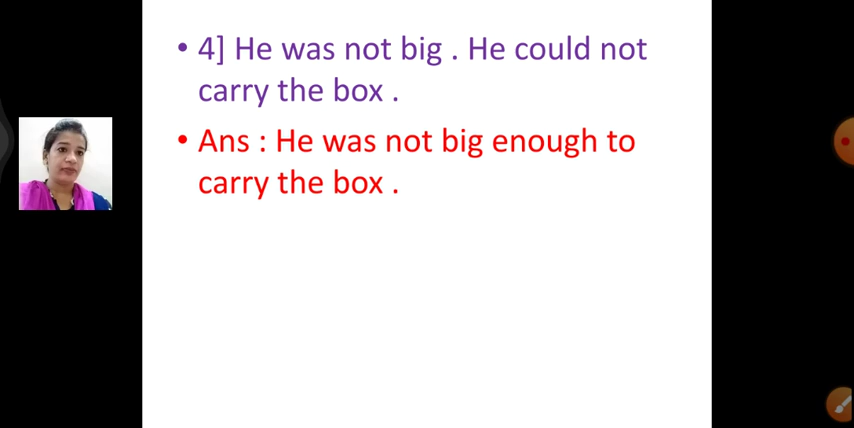 • 4] He was not big . He could not
carry the box .
• Ans : He was not big enough to
carry the box .